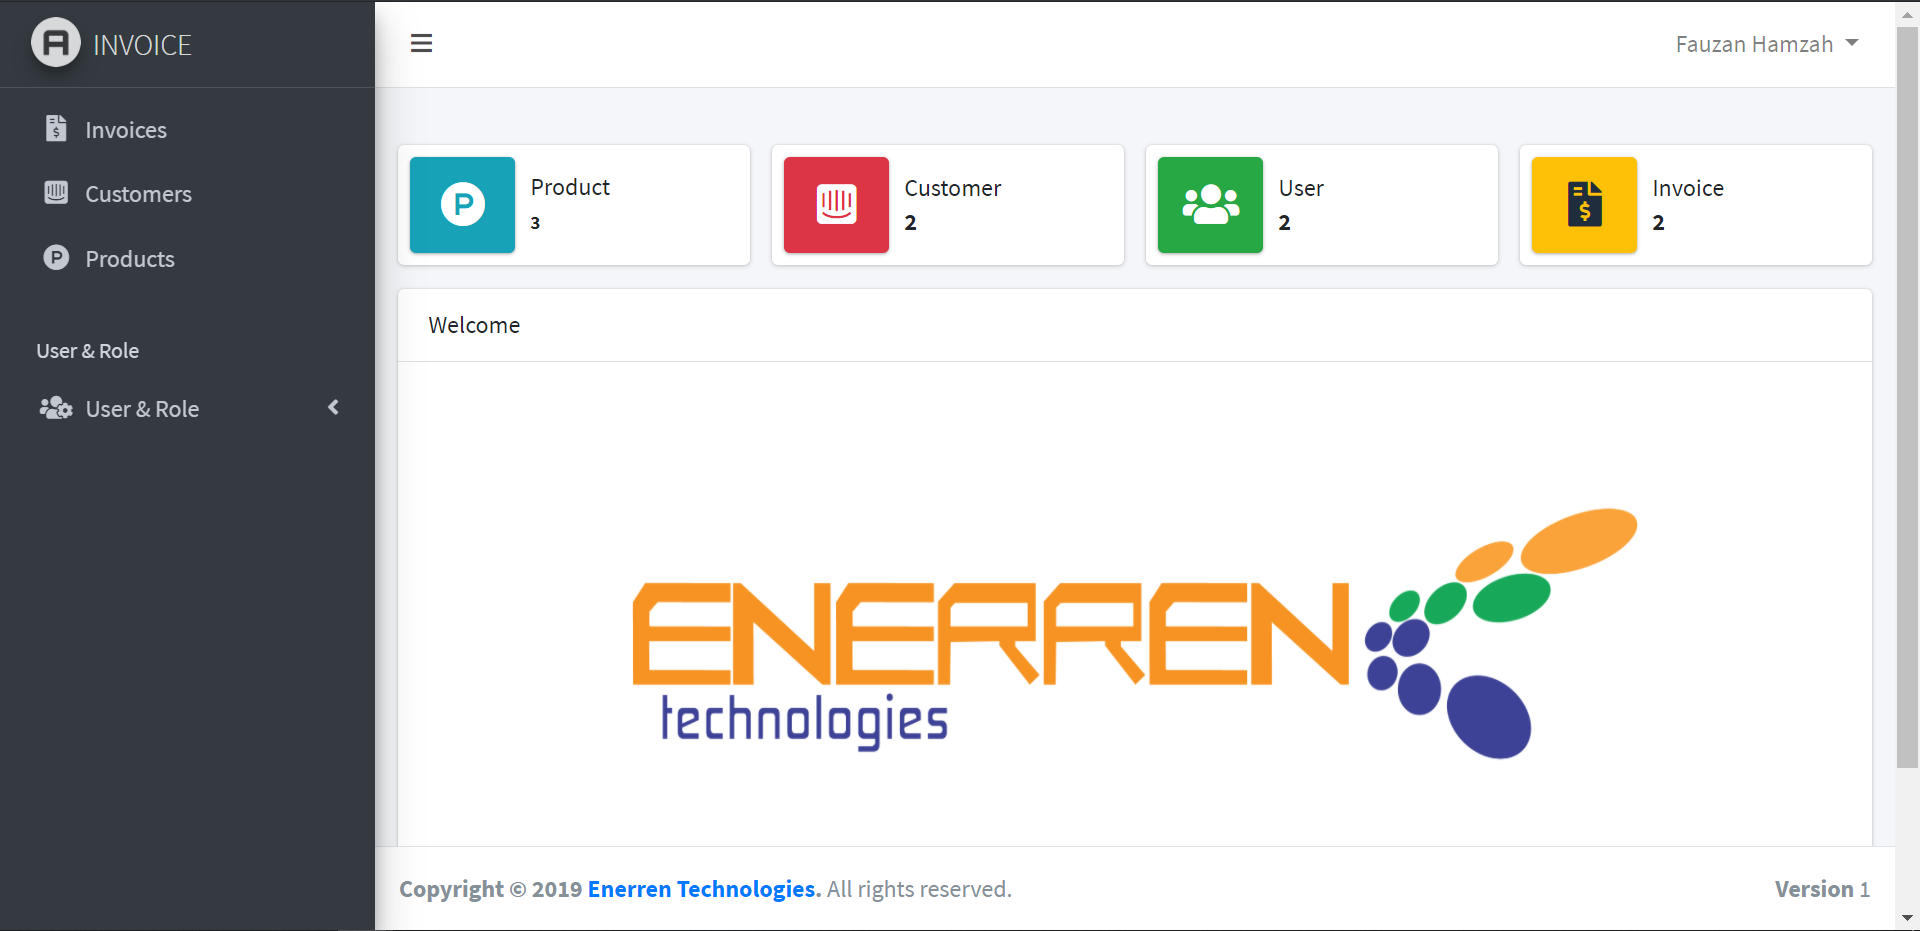 INVOICE
Fauzan Hamzah
Invoices
Customers
Products
User & Role
User & Role
Product
3
Customer
2
User
2
Invoice
2
Welcome
ENERREN
technologies
Copyright © 2019 Enerren Technologies. All rights reserved.
Version 1